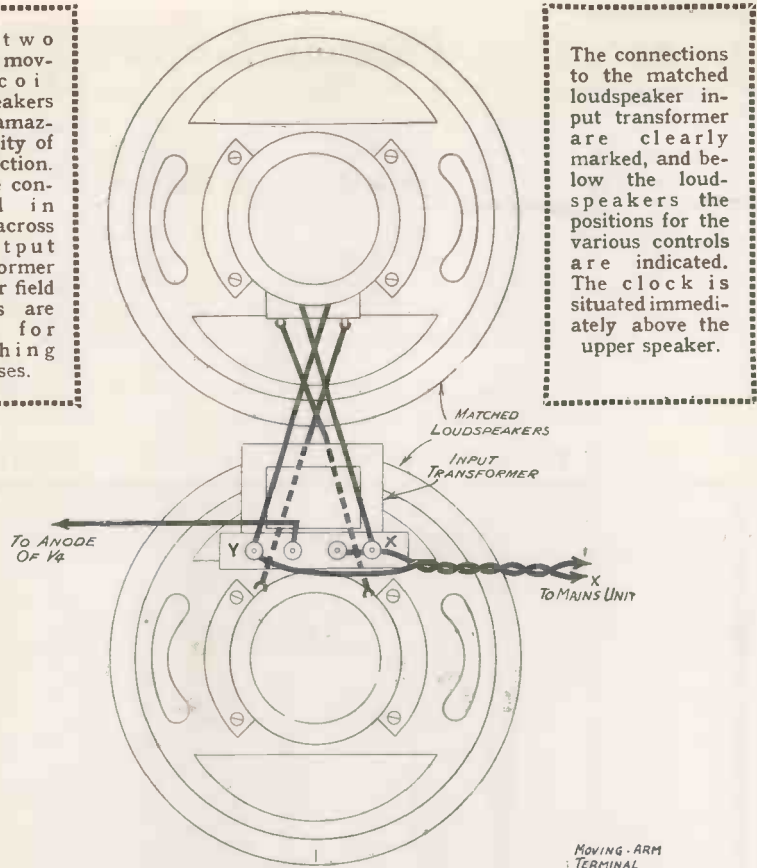 two
mov-
coi
eakers
amaz-
ity of
ction.
e con-
d in
across
tput
ormer
r field
s are
for
hing
ses.
The connections
to the matched
loudspeaker in-
put transformer
are clearly
marked, and be-
low the loud-
speakers the
positions for the
various controls
are indicated.
The clock is
situated immedi-
ately above the
upper speaker.
MATCHED
LOUDSPEAKERS
INPUT
TRANSFORMER
TO ANODE
OF V4
Y
X
X
TO MAINS UNIT
MOVING-ARM
TERMINAL